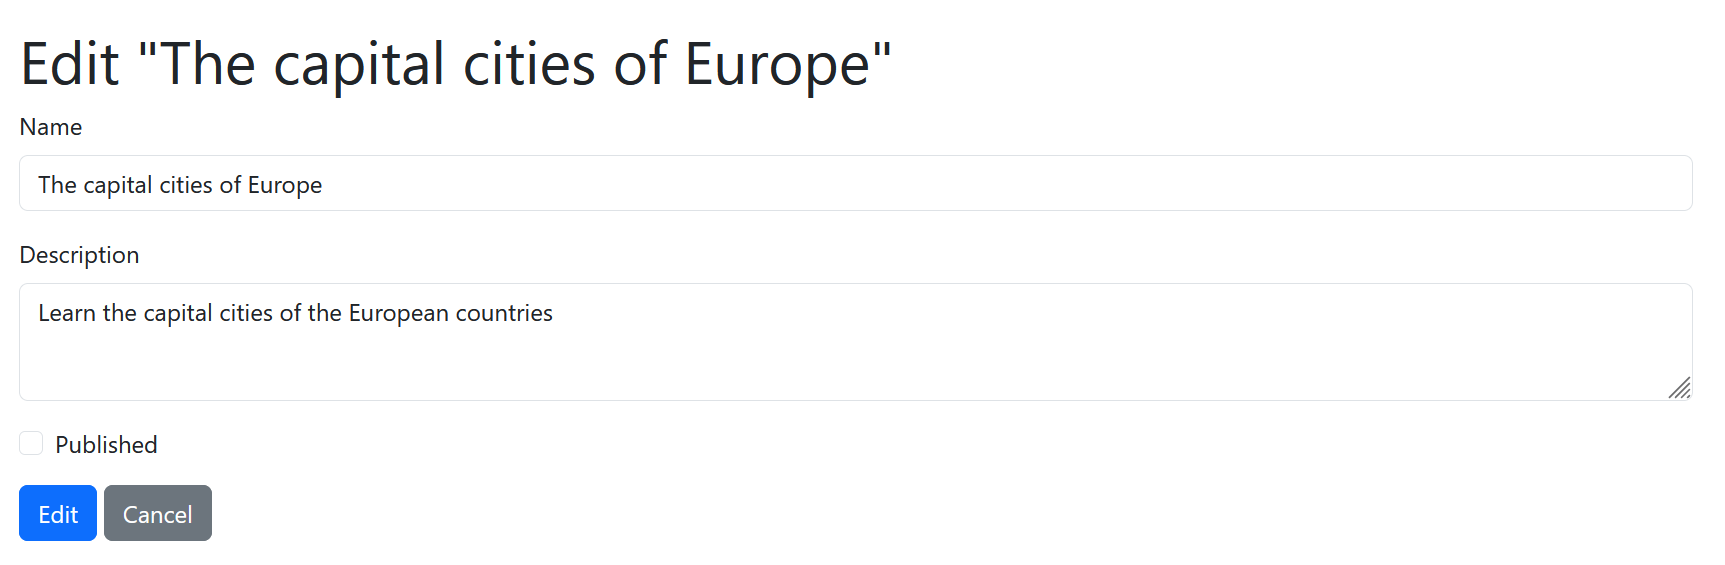 Edit "The capital cities of Europe"
Name
The capital cities of Europe
Description
Learn the capital cities of the European countries
Published
Edit Cancel